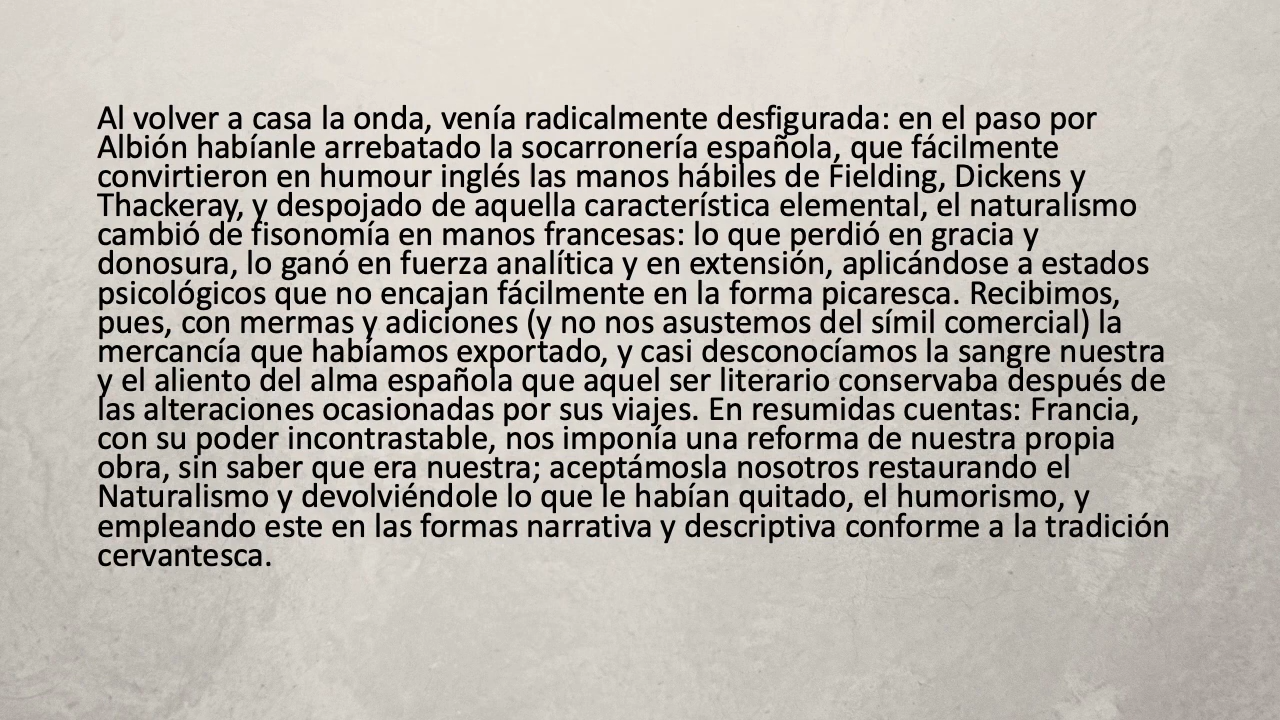 Al volver a casa la onda, venía radicalmente desfigurada: en el paso por
Albión habíanle arrebatado la socarronería española, que fácilmente
convirtieron en humour inglés las manos hábiles de Fielding, Dickens y
Thackeray, y despojado de aquella característica elemental, el naturalismo
cambió de fisonomía en manos francesas: lo que perdió en gracia y
donosura, lo ganó en fuerza analítica y en extensión, aplicándose a estados
psicológicos que no encajan fácilmente en la forma picaresca. Recibimos,
pues, con mermas y adiciones (y no nos asustemos del símil comercial) la
mercancía que habíamos exportado, y casi desconocíamos la sangre nuestra
y el aliento del alma española que aquel ser literario conservaba después de
las alteraciones ocasionadas por sus viajes. En resumidas cuentas: Francia,
con su poder incontrastable, nos imponía una reforma de nuestra propia
obra, sin saber que era nuestra; aceptámosla nosotros restaurando el
Naturalismo y devolviéndole lo que le habían quitado, el humorismo, y
empleando este en las formas narrativa y descriptiva conforme a la tradición
cervantesca.